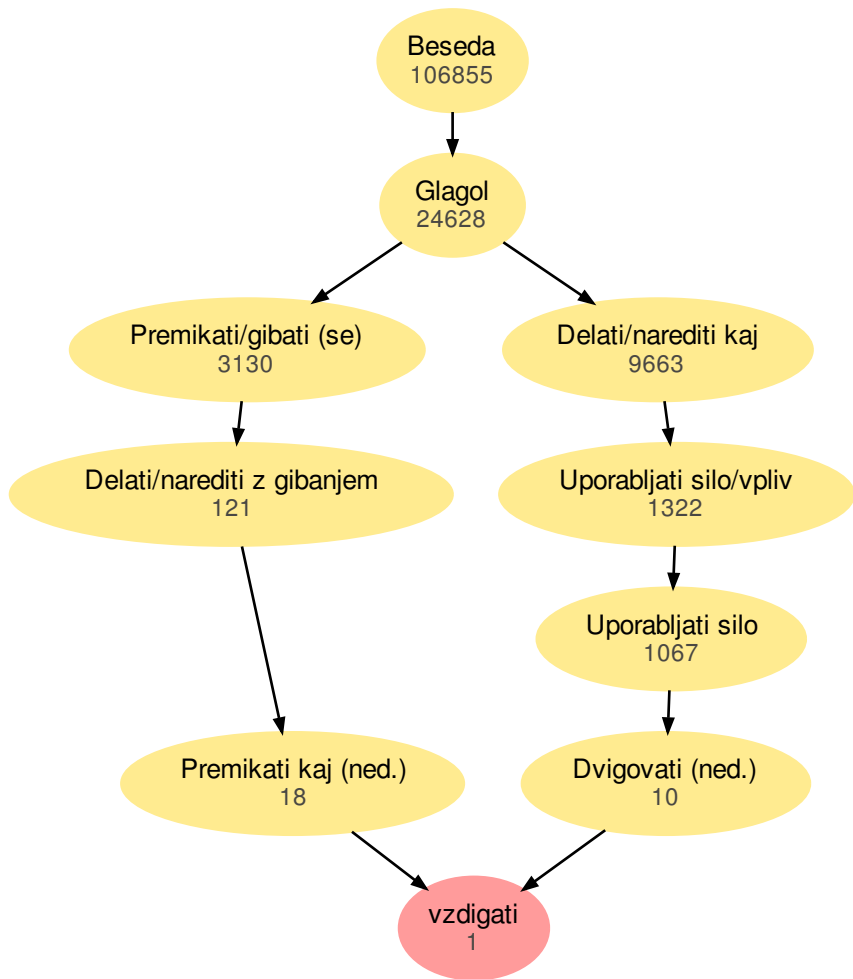 Beseda
106855
Glagol
24628
Premikati/gibati (se)
3130
Delati/narediti kaj
9663
Delati/narediti z gibanjem
121
Uporabljati silo/vpliv
1322
Uporabljati silo
1067
Premikati kaj (ned.)
18
Dvigovati (ned.)
10
vzdigati
1